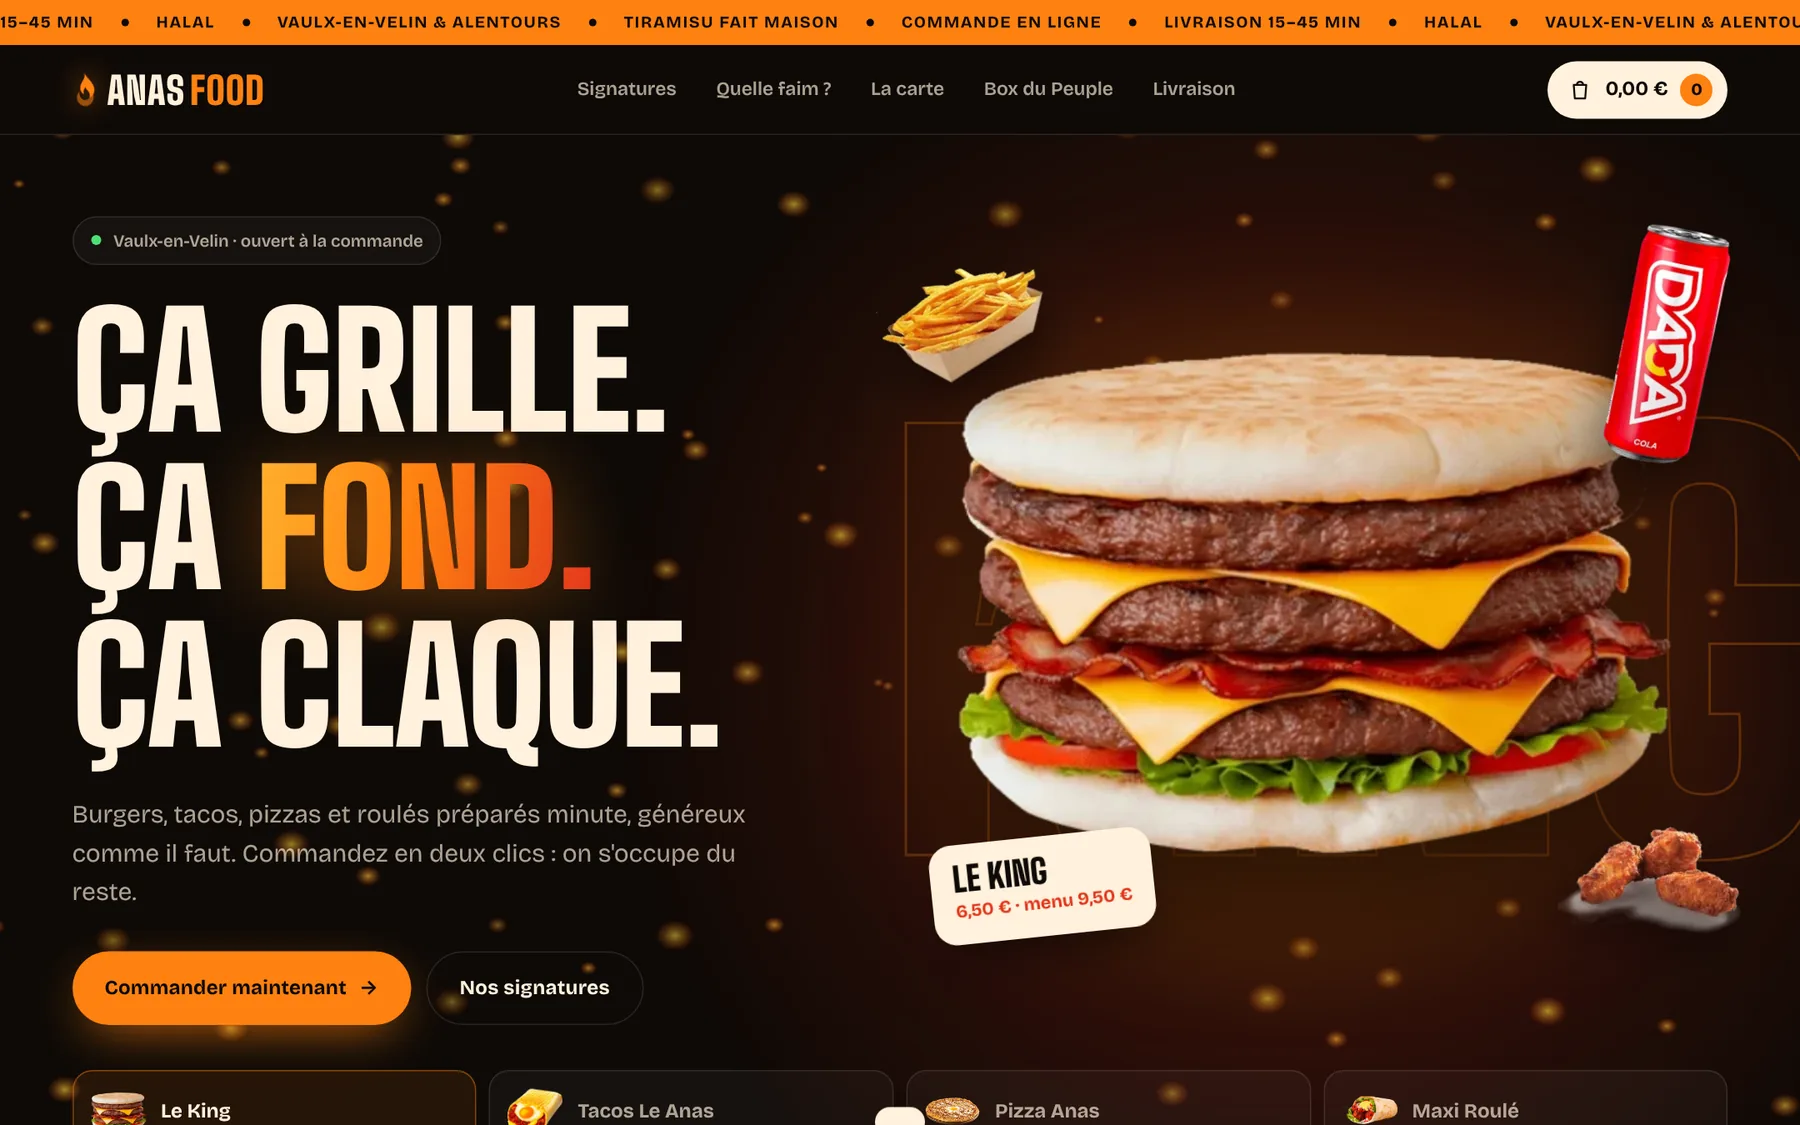 15–45 MIN • HALAL • VAULX-EN-VELIN & ALENTOURS • TIRAMISU FAIT MAISON • COMMANDE EN LIGNE • LIVRAISON 15–45 MIN • HALAL • VAULX-EN-VELIN & ALENTOU
ANAS FOOD
Signatures
Quelle faim ?
La carte
Box du Peuple
Livraison
0,00 € 0
Vaulx-en-Velin · ouvert à la commande
ÇA GRILLE.
ÇA FOND.
ÇA CLAQUE.
Burgers, tacos, pizzas et roulés préparés minute, généreux
comme il faut. Commandez en deux clics : on s'occupe du
reste.
Commander maintenant →
Nos signatures
DADA
COLA
LE KING
6,50 € · menu 9,50 €
Le King
Tacos Le Anas
Pizza Anas
Maxi Roulé